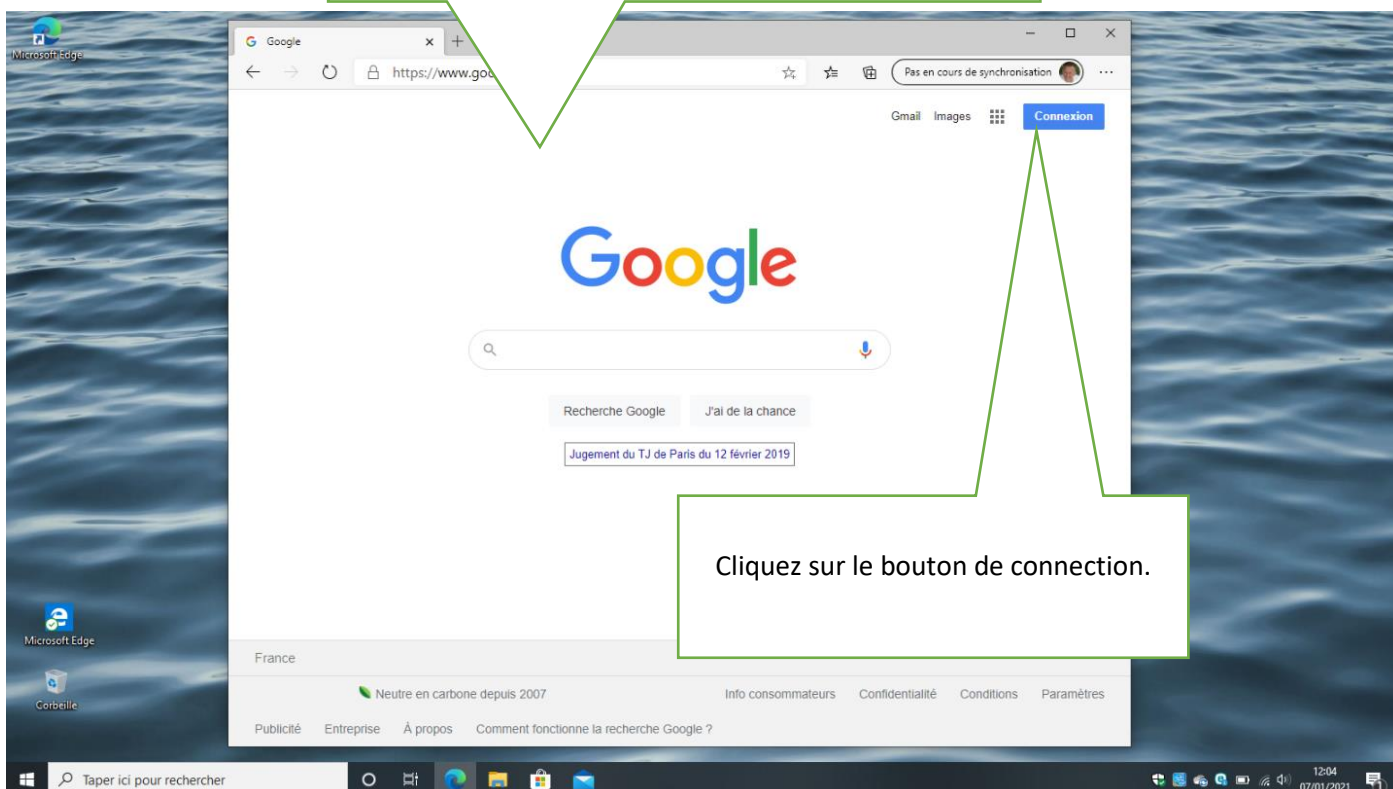 Microsoft Edge
Google
https://www.goo
Pas en cours de synchronisation
Gmail Images Connexion
Google
Recherche Google J'ai de la chance
Jugement du TJ de Paris du 12 février 2019
Cliquez sur le bouton de connection.
Microsoft Edge
Corbeille
France
Neutre en carbone depuis 2007 Info consommateurs Confidentialité Conditions Paramètres
Publicité Entreprise À propos Comment fonctionne la recherche Google ?
Taper ici pour rechercher
12:04
07/01/2021